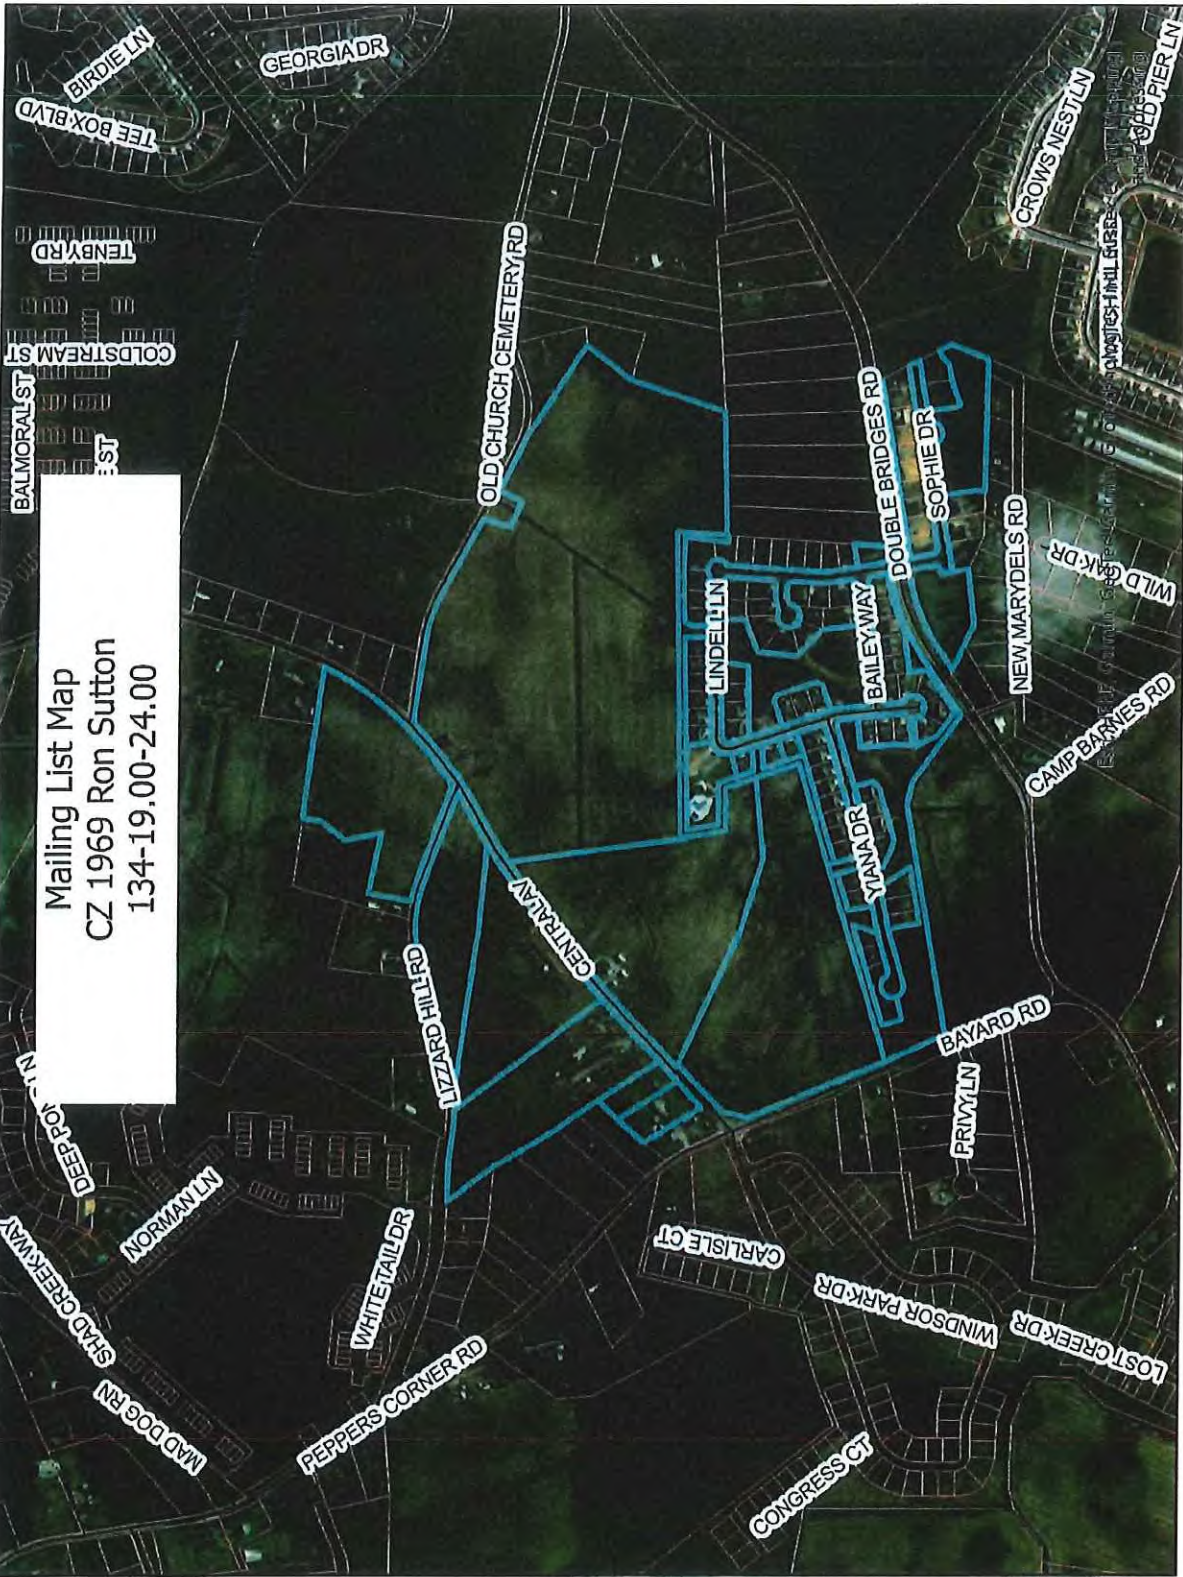 Mailing List Map
CZ 1969 Ron Sutton
134-19.00-24.00
BIRDIE LN
TEE BOX BLVD
GEORGIA DR
TENBY RD
COLDSTREAM ST
BALMORAL ST
ST
OLD CHURCH CEMETERY RD
CROWS NEST LN
OLD PIER LN
DOUBLE BRIDGES RD
SOPHIE DR
LINDELL LN
BAILEY WAY
NEW MARYDELS RD
WILD OAK DR
CAMP BARNES RD
YIANA DR
CENTRAL AV
LIZZARD HILL RD
BAYARD RD
PRIVY LN
NORMAN LN
SHAD CREEK WAY
MAD DOG RN
WHITETAIL DR
PEPPERS CORNER RD
CARLISLE CT
WINDSOR PARK DR
LOST CREEK DR
CONGRESS CT